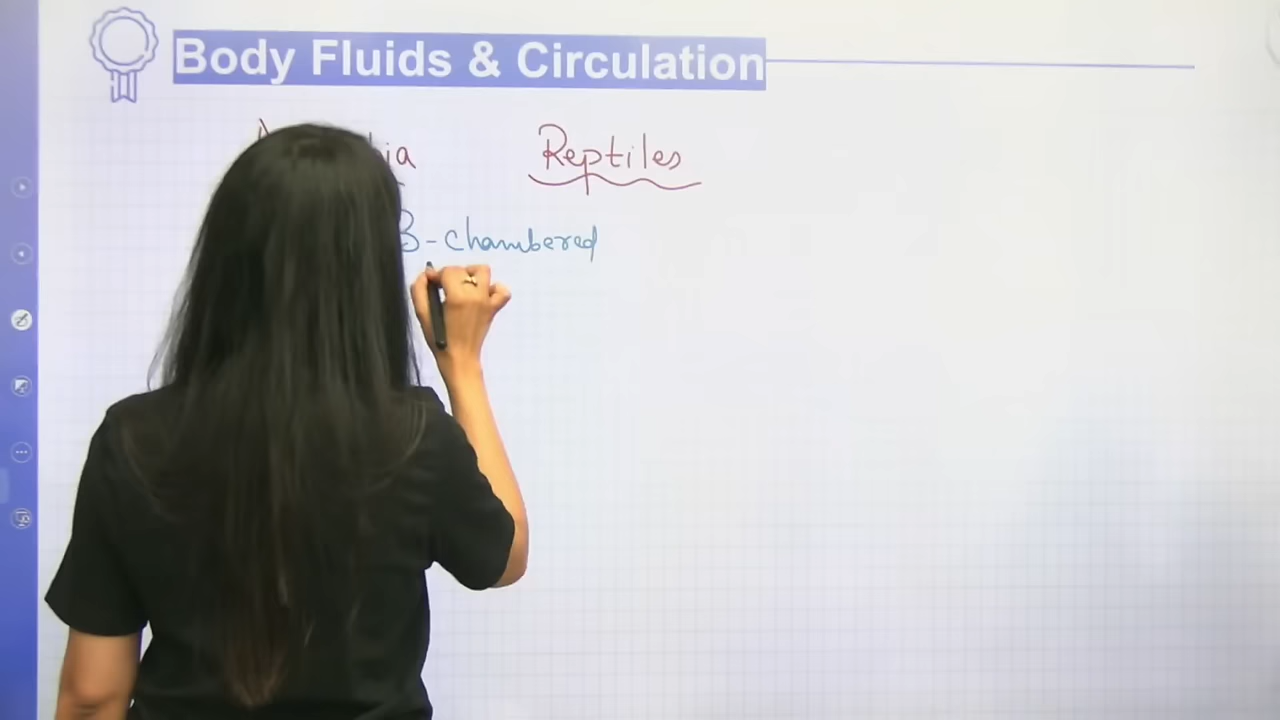 Body Fluids & Circulation
Reptiles
3-chambered